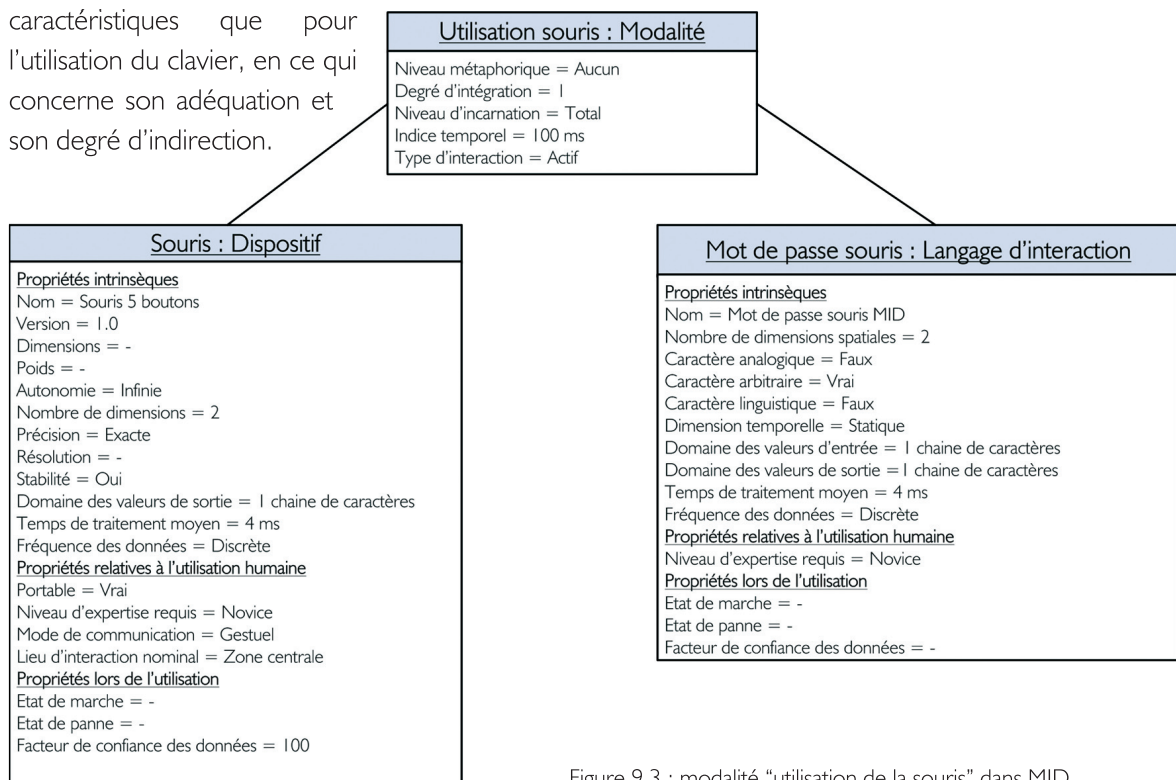 caractéristiques que pour
l'utilisation du clavier, en ce qui
concerne son adéquation et
son degré d'indirection.
Utilisation souris : Modalité
Niveau métaphorique = Aucun
Degré d'intégration = 1
Niveau d'incarnation = Total
Indice temporel = 100 ms
Type d'interaction = Actif
Souris : Dispositif
Propriétés intrinsèques
Nom = Souris 5 boutons
Version = 1.0
Dimensions = -
Poids = -
Autonomie = Infinie
Nombre de dimensions = 2
Précision = Exacte
Résolution = -
Stabilité = Oui
Domaine des valeurs de sortie = 1 chaine de caractères
Temps de traitement moyen = 4 ms
Fréquence des données = Discrète
Propriétés relatives à l'utilisation humaine
Portable = Vrai
Niveau d'expertise requis = Novice
Mode de communication = Gestuel
Lieu d'interaction nominal = Zone centrale
Propriétés lors de l'utilisation
Etat de marche = -
Etat de panne = -
Facteur de confiance des données = 100
Mot de passe souris : Langage d'interaction
Propriétés intrinsèques
Nom = Mot de passe souris MID
Nombre de dimensions spatiales = 2
Caractère analogique = Faux
Caractère arbitraire = Vrai
Caractère linguistique = Faux
Dimension temporelle = Statique
Domaine des valeurs d'entrée = 1 chaine de caractères
Domaine des valeurs de sortie =1 chaine de caractères
Temps de traitement moyen = 4 ms
Fréquence des données = Discrète
Propriétés relatives à l'utilisation humaine
Niveau d'expertise requis = Novice
Propriétés lors de l'utilisation
Etat de marche = -
Etat de panne = -
Facteur de confiance des données = -
Figure 9.3 : modalité "utilisation de la souris" dans MID